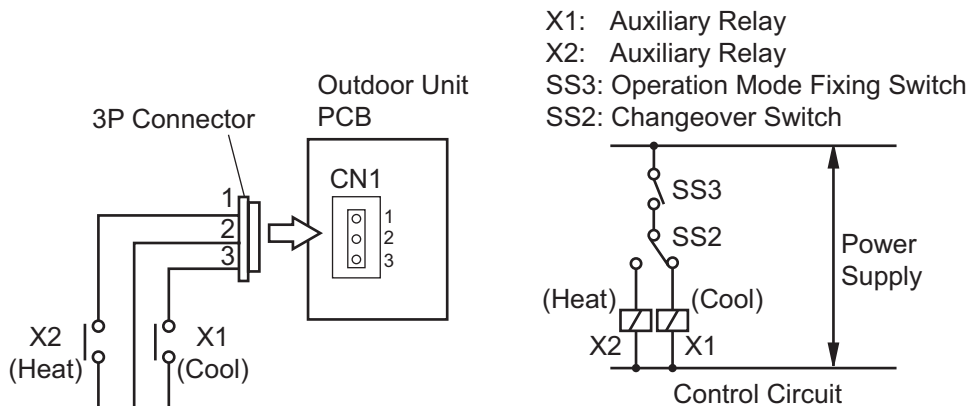 X1: Auxiliary Relay
X2: Auxiliary Relay
SS3: Operation Mode Fixing Switch
SS2: Changeover Switch
Outdoor Unit
PCB
3P Connector
CN1
1
2
3
1
2
3
X2
(Heat)
X1
(Cool)
SS3
SS2
(Heat)
(Cool)
X2
X1
Power
Supply
Control Circuit